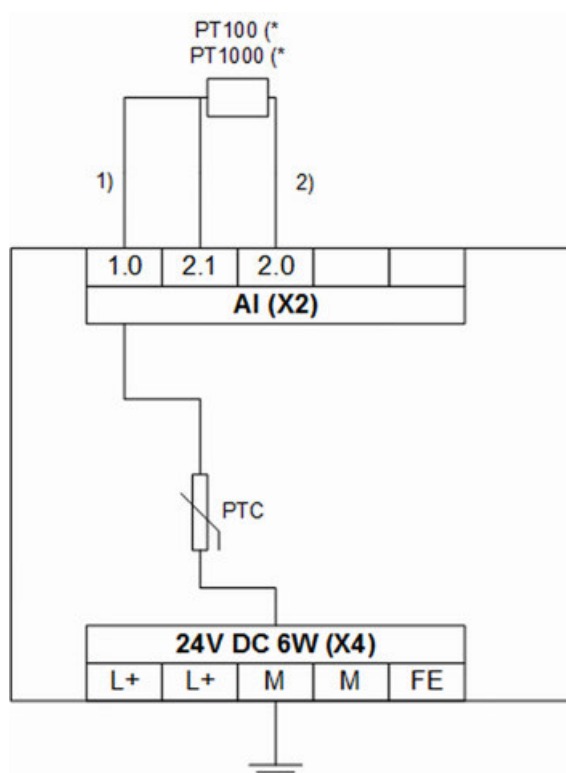 PT100 (*
PT1000 (*
1)
2)
1.0 2.1 2.0
AI (X2)
PTC
24V DC 6W (X4)
L+ L+ M M FE